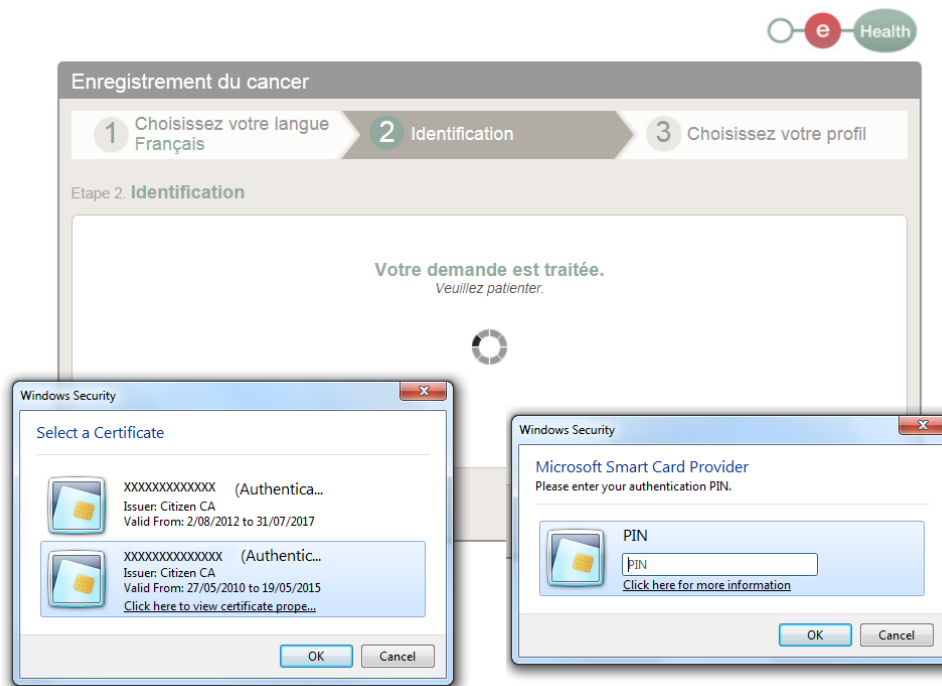 e Health
Enregistrement du cancer
1 Choisissez votre langue
Français
2 Identification
3 Choisissez votre profil
Etape 2. Identification
Votre demande est traitée.
Veuillez patienter.
Windows Security
Select a Certificate
XXXXXXXXXXXXX (Authentica...
Issuer: Citizen CA
Valid From: 2/08/2012 to 31/07/2017
XXXXXXXXXXXXXX (Authentic...
Issuer: Citizen CA
Valid From: 27/05/2010 to 19/05/2015
Click here to view certificate prope...
OK Cancel
Windows Security
Microsoft Smart Card Provider
Please enter your authentication PIN.
PIN
PIN
Click here for more information
OK Cancel